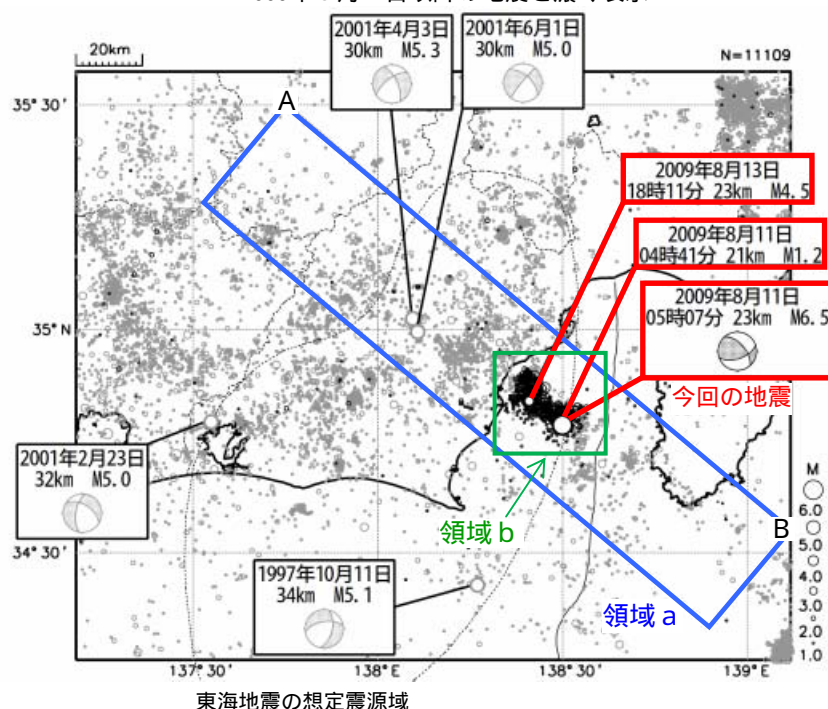 2001年4月3日
30km M5.3
2001年6月1日
30km M5.0
20km
N=11109
35°30'
A
2009年8月13日
18時11分 23km M4.5
2009年8月11日
04時41分 21km M1.2
2009年8月11日
05時07分 23km M6.5
35°N
今回の地震
2001年2月23日
32km M5.0
領域b
B
M
6.0
5.0
4.0
3.0
2.0
1.0
34°30'
1997年10月11日
34km M5.1
領域a
137°30'
138°E
138°30'
139°E
東海地震の想定震源域